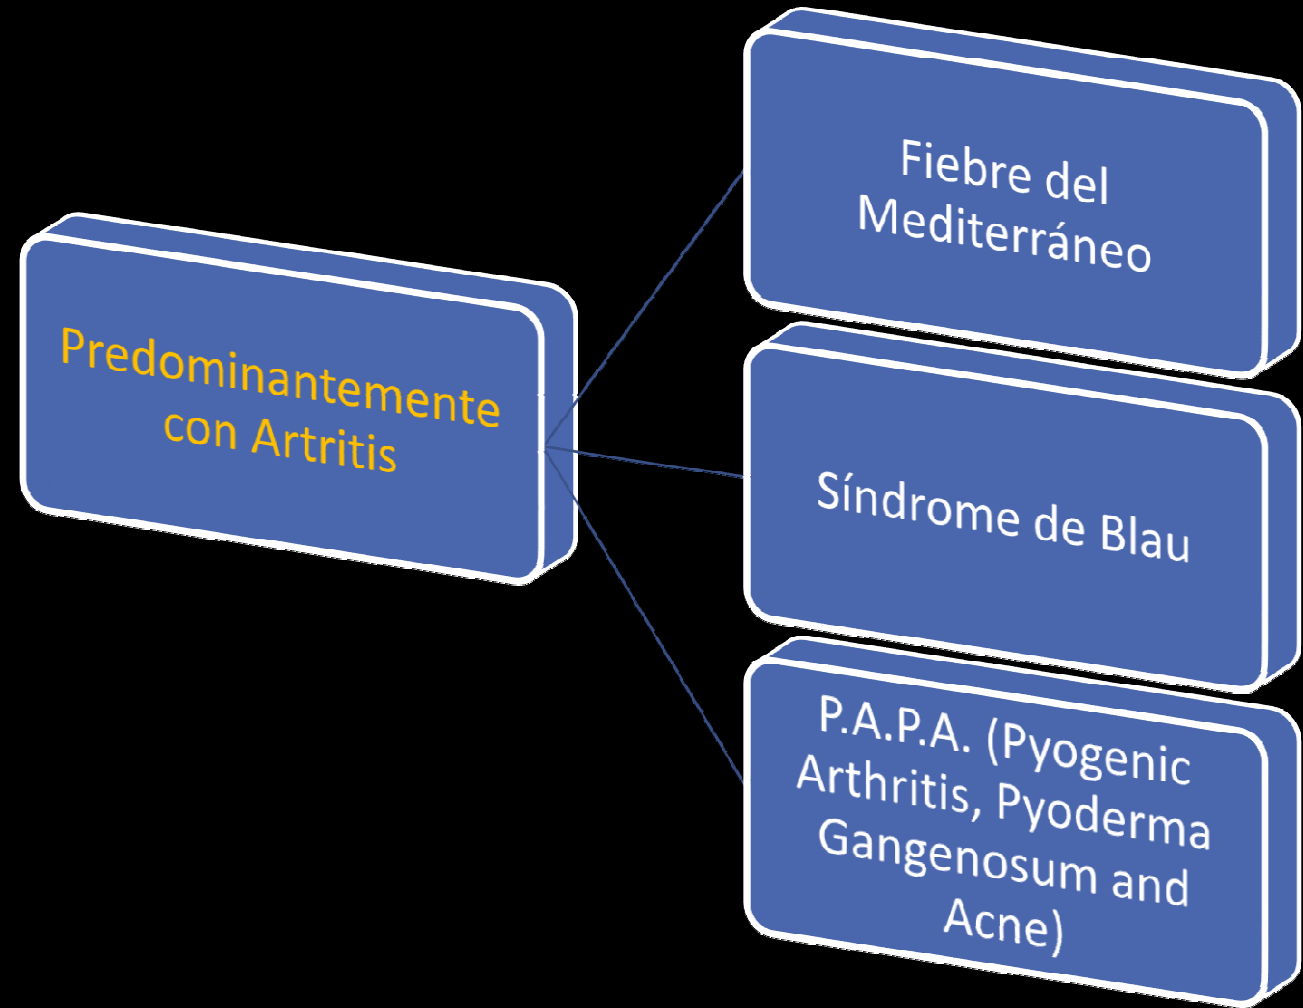 Predominantemente
con Artritis
Fiebre del
Mediterráneo
Síndrome de Blau
P.A.P.A. (Pyogenic
Arthritis, Pyoderma
Gangenosum and
Acne)